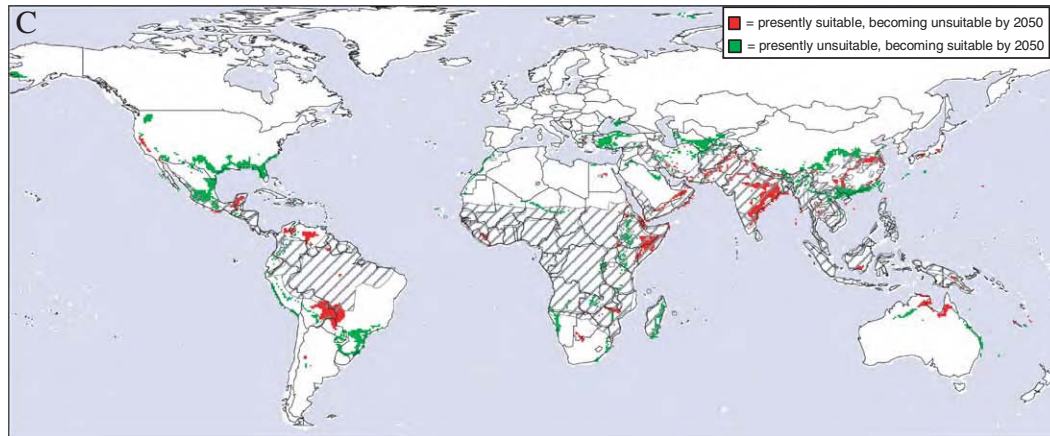 C
= presently suitable, becoming unsuitable by 2050
= presently unsuitable, becoming suitable by 2050